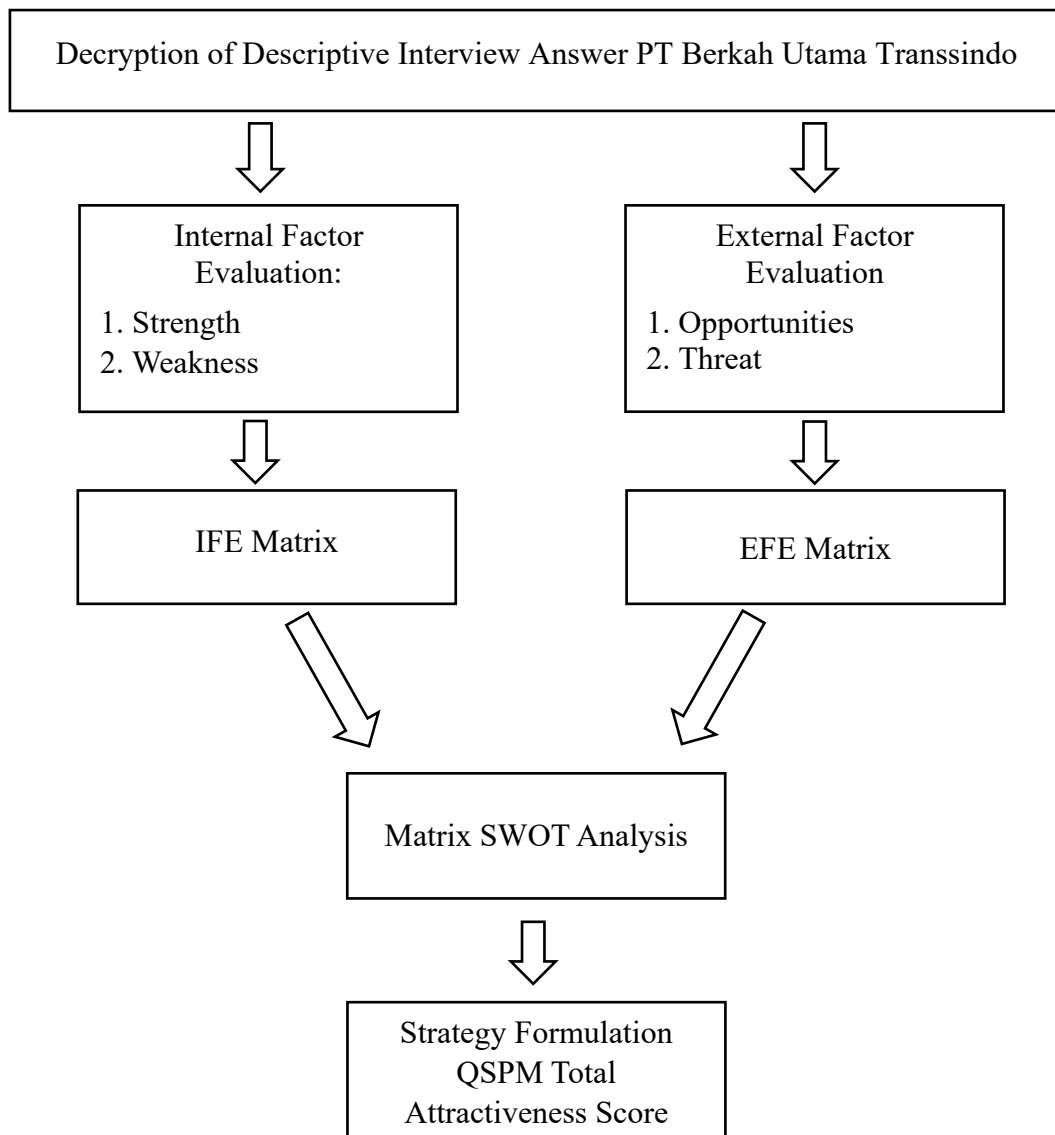 Decryption of Descriptive Interview Answer PT Berkah Utama Transsindo
Internal Factor
Evaluation:
1. Strength
2. Weakness
External Factor
Evaluation
1. Opportunities
2. Threat
IFE Matrix
EFE Matrix
Matrix SWOT Analysis
Strategy Formulation
QSPM Total
Attractiveness Score